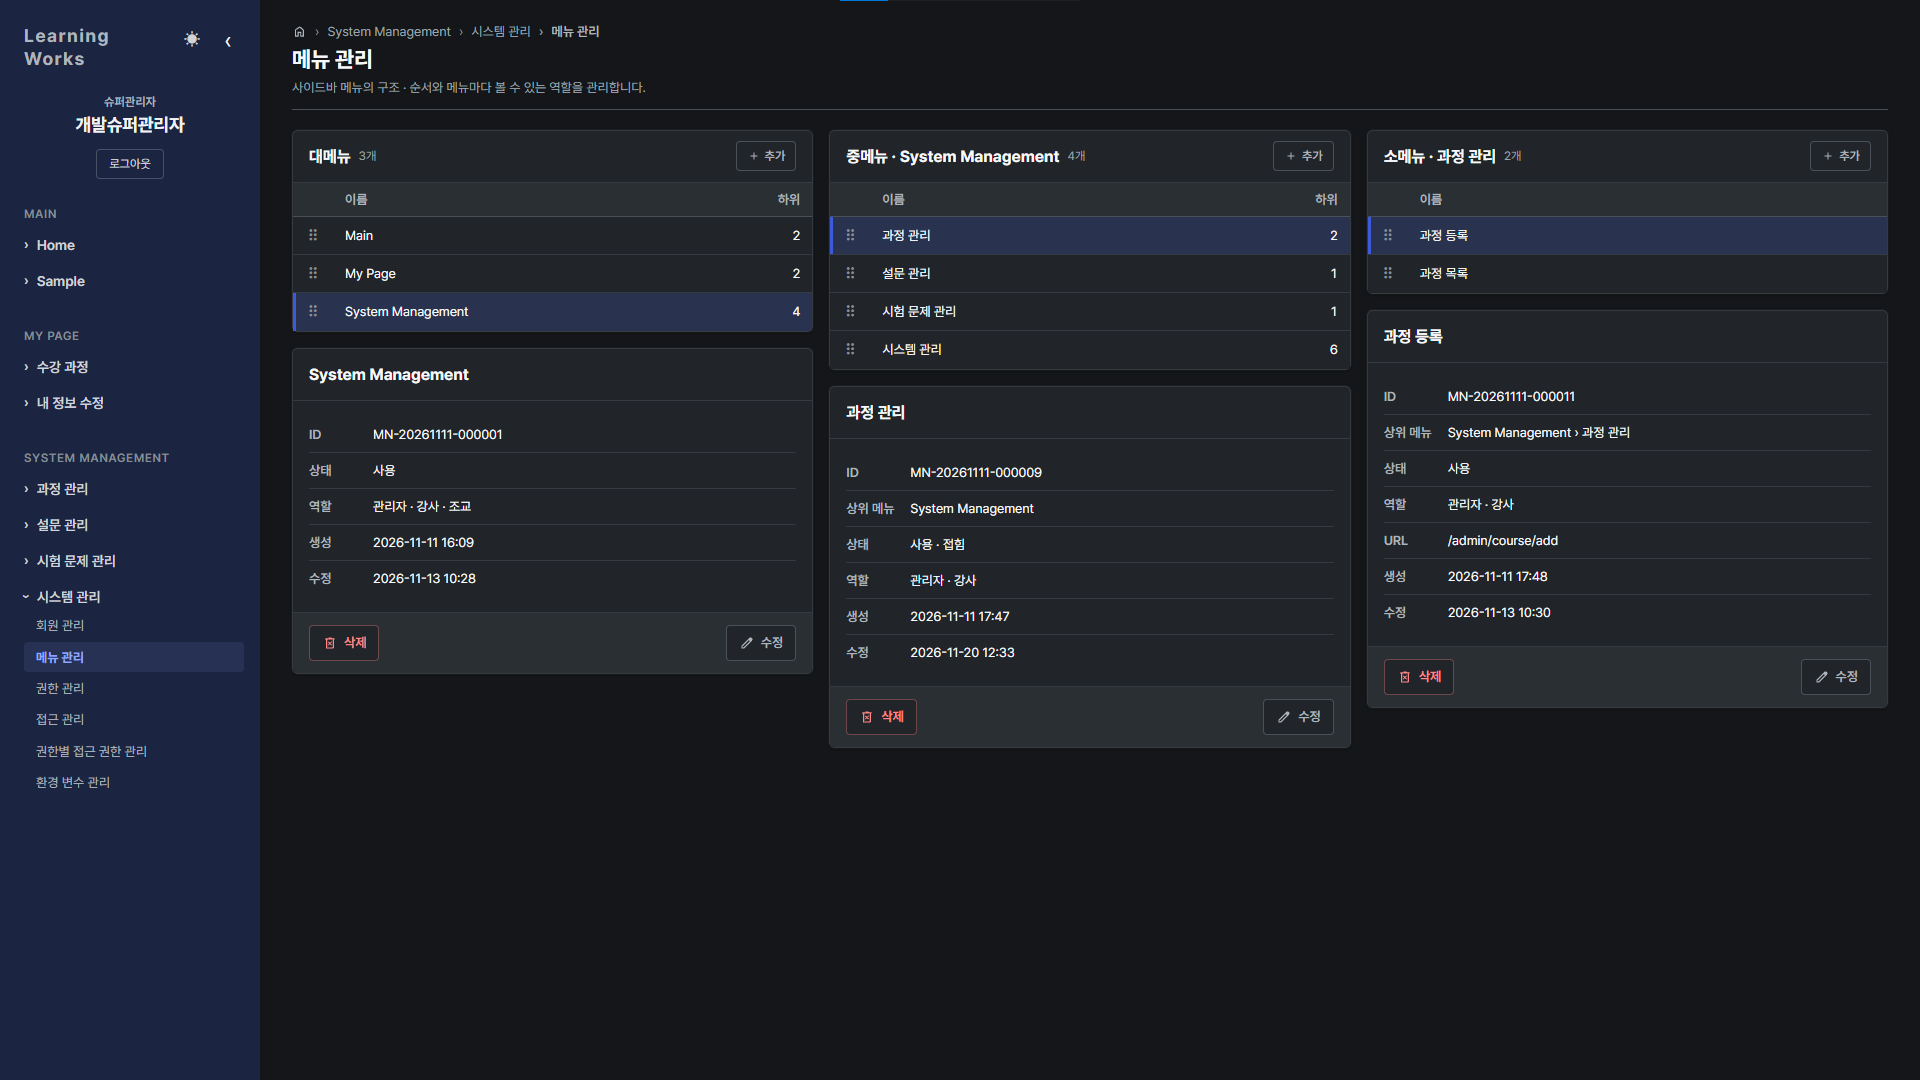 Learning
Works
슈퍼관리자
개발슈퍼관리자
로그아웃
MAIN
Home
Sample
MY PAGE
수강 과정
내 정보 수정
SYSTEM MANAGEMENT
과정 관리
설문 관리
시험 문제 관리
시스템 관리
회원 관리
메뉴 관리
권한 관리
접근 관리
권한별 접근 권한 관리
환경 변수 관리
› System Management › 시스템 관리 › 메뉴 관리
메뉴 관리
사이드바 메뉴의 구조 · 순서와 메뉴마다 볼 수 있는 역할을 관리합니다.
대메뉴 3개
+ 추가
이름 하위
Main 2
My Page 2
System Management 4
System Management
ID MN-20261111-000001
상태 사용
역할 관리자 · 강사 · 조교
생성 2026-11-11 16:09
수정 2026-11-13 10:28
삭제
수정
중메뉴 · System Management 4개
+ 추가
이름 하위
과정 관리 2
설문 관리 1
시험 문제 관리 1
시스템 관리 6
과정 관리
ID MN-20261111-000009
상위 메뉴 System Management
상태 사용 · 접힘
역할 관리자 · 강사
생성 2026-11-11 17:47
수정 2026-11-20 12:33
삭제
수정
소메뉴 · 과정 관리 2개
+ 추가
이름
과정 등록
과정 목록
과정 등록
ID MN-20261111-000011
상위 메뉴 System Management › 과정 관리
상태 사용
역할 관리자 · 강사
URL /admin/course/add
생성 2026-11-11 17:48
수정 2026-11-13 10:30
삭제
수정